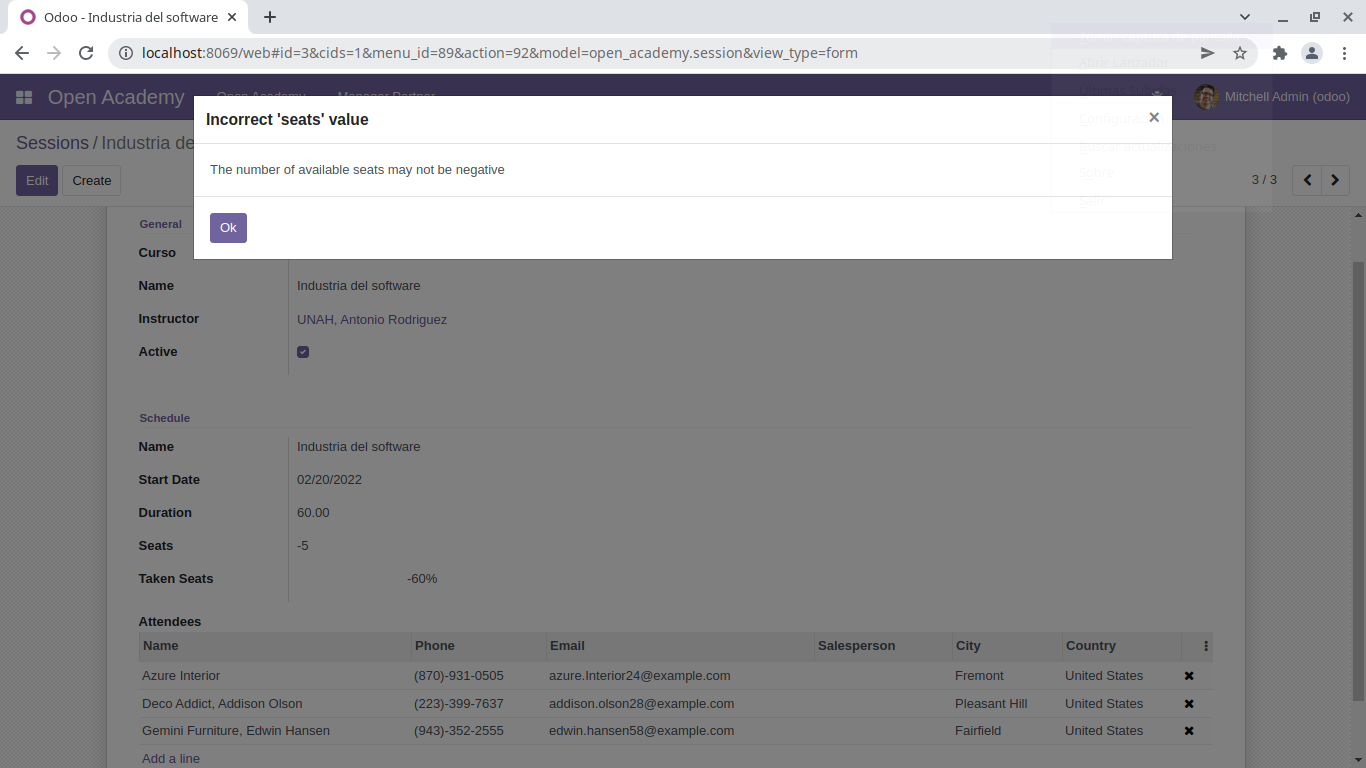 Odoo - Industria del software
localhost:8069/web#id=3&cids=1&menu_id=89&action=92&model=open_academy.session&view_type=form
Open Academy Open Academy Manager Partner Mitchell Admin (odoo)
Sessions / Industria de
Edit Create 3 / 3
Incorrect 'seats' value
The number of available seats may not be negative
Ok
Abrir Lanzador
Buscar actualizaciones
Sobre
Salir
General
Curso
Name Industria del software
Instructor UNAH, Antonio Rodriguez
Active
Schedule
Name Industria del software
Start Date 02/20/2022
Duration 60.00
Seats -5
Taken Seats -60%
Attendees
Name Phone Email Salesperson City Country
Azure Interior (870)-931-0505 azure.Interior24@example.com Fremont United States
Deco Addict, Addison Olson (223)-399-7637 addison.olson28@example.com Pleasant Hill United States
Gemini Furniture, Edwin Hansen (943)-352-2555 edwin.hansen58@example.com Fairfield United States
Add a line